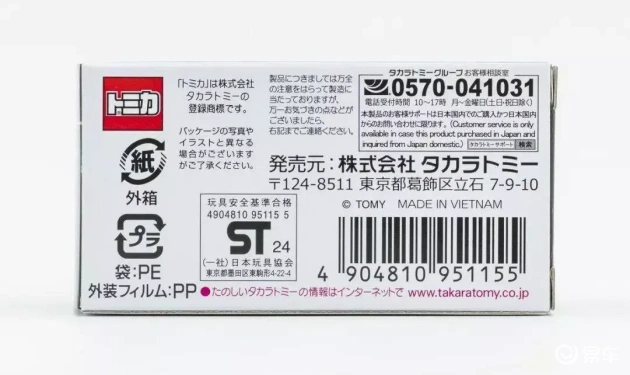 トミカ
「トミカ」は株式会社
タカラトミーの
登録商標です。
パッケージの写真や
イラストと異なる
場合がございますが
ご了承ください。
紙
外箱
プラ
袋:PE
外装フィルム:PP
製品につきましては万全
の注意をはらって製造に
当たっておりますが、
万一お気づきの点などが
ございましたら、
右記までご連絡ください。
タカラトミーグループ お客様相談室
0570-041031
電話受付時間 10〜17時 月〜金曜日(土日・祝日除く)
本製品のお客様サポートは日本国内でのご購入かつ日本国内
からのお問い合わせに限ります。(Customer service is only
available in case this product purchased in Japan and
inquired from Japan domestic.) タカラトミーサポート 検索
発売元:株式会社 タカラトミー
〒124-8511 東京都葛飾区立石 7-9-10
© TOMY MADE IN VIETNAM
玩具安全基準合格
4904810 95115 5
ST 24
(一社)日本玩具協会
東京都墨田区東駒形4-22-4
4 904810 951155
●たのしいタカラトミーの情報はインターネットで www.takaratomy.co.jp